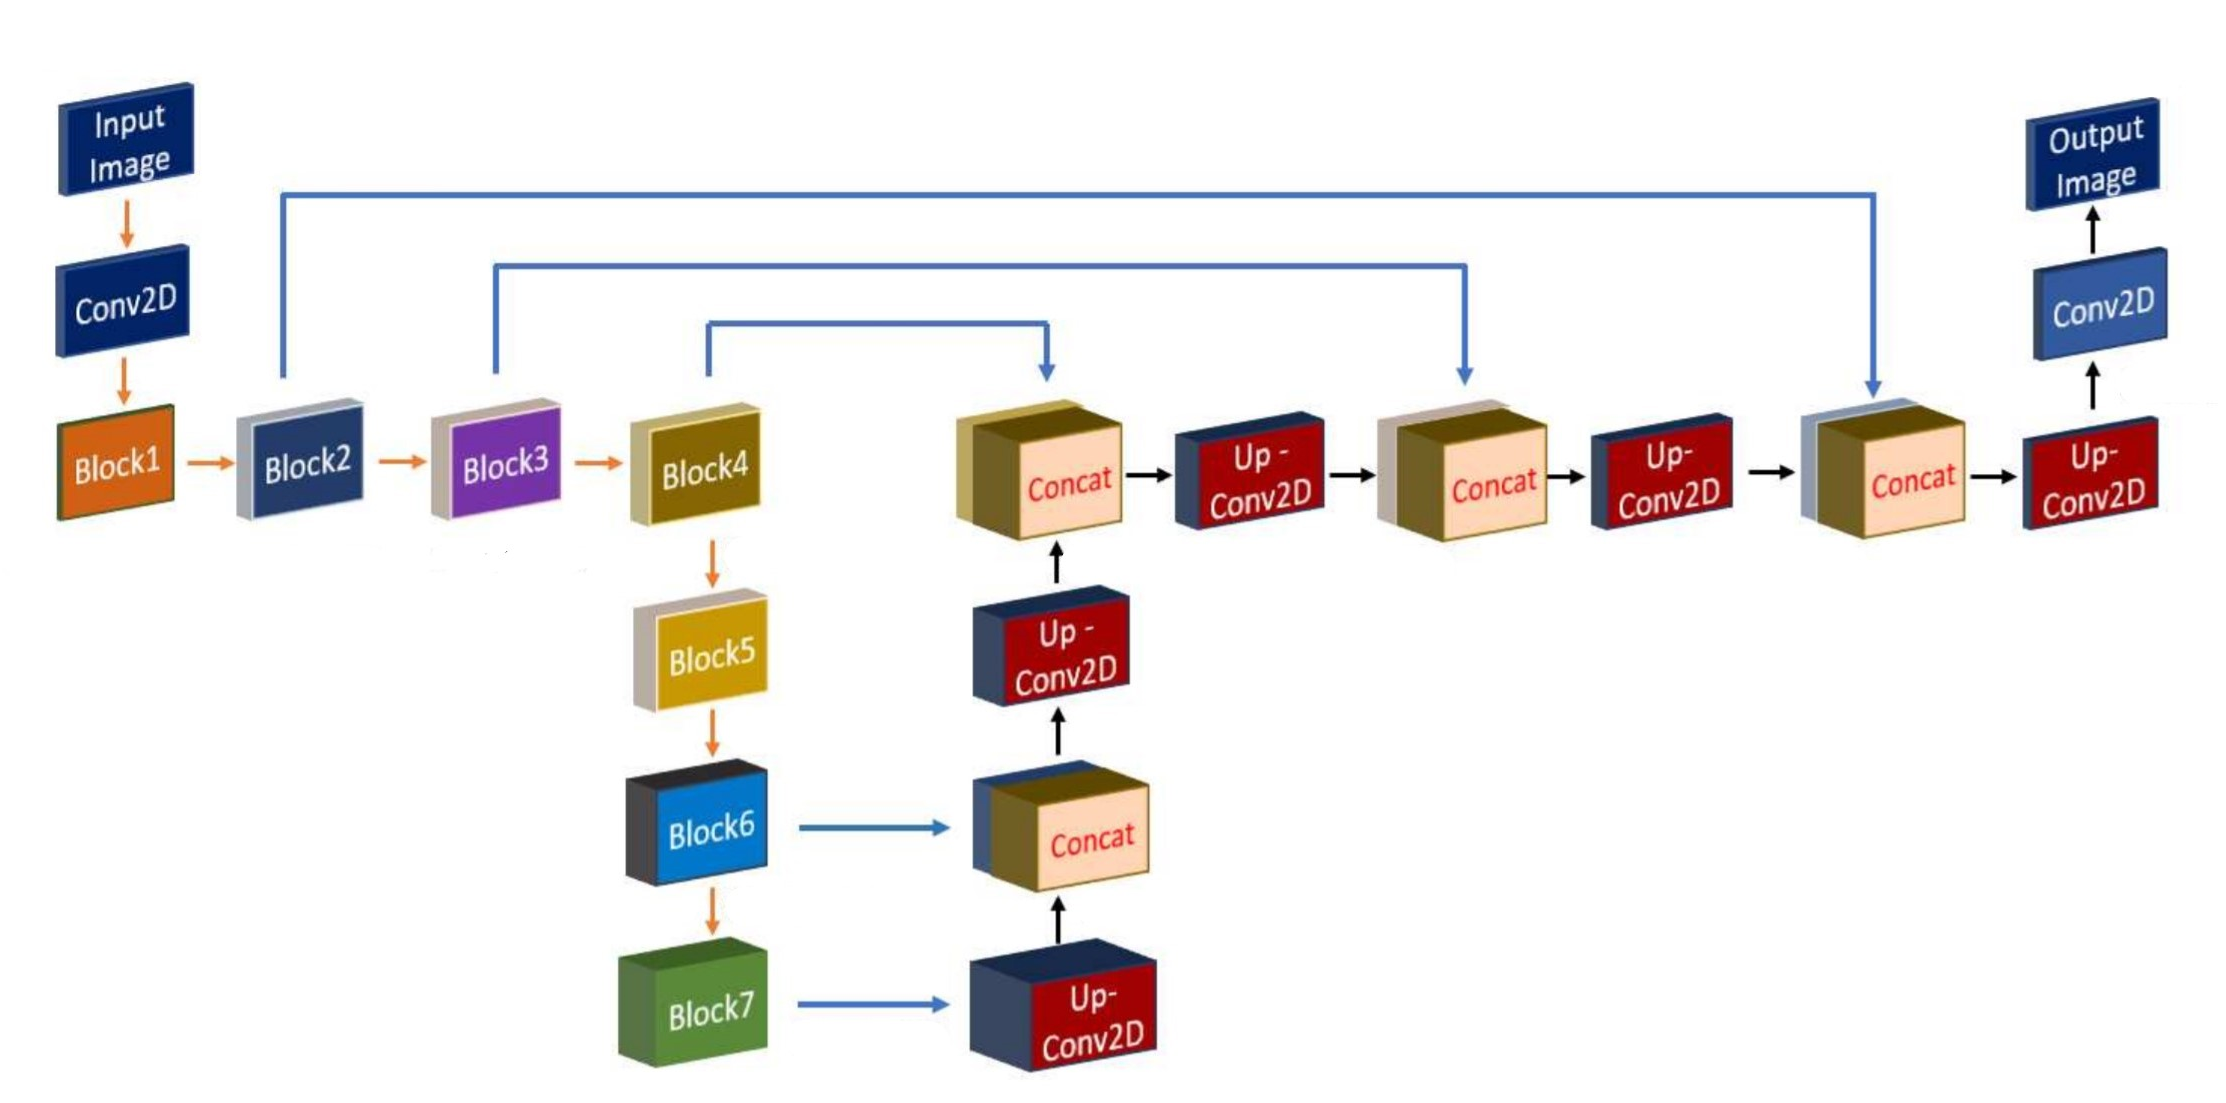 Input
Image
Output
Image
Conv2D
Conv2D
Block1
Block2
Block3
Block4
Concat
Up -
Conv2D
Concat
Up-
Conv2D
Concat
Up-
Conv2D
Block5
Up -
Conv2D
Block6
Concat
Block7
Up-
Conv2D